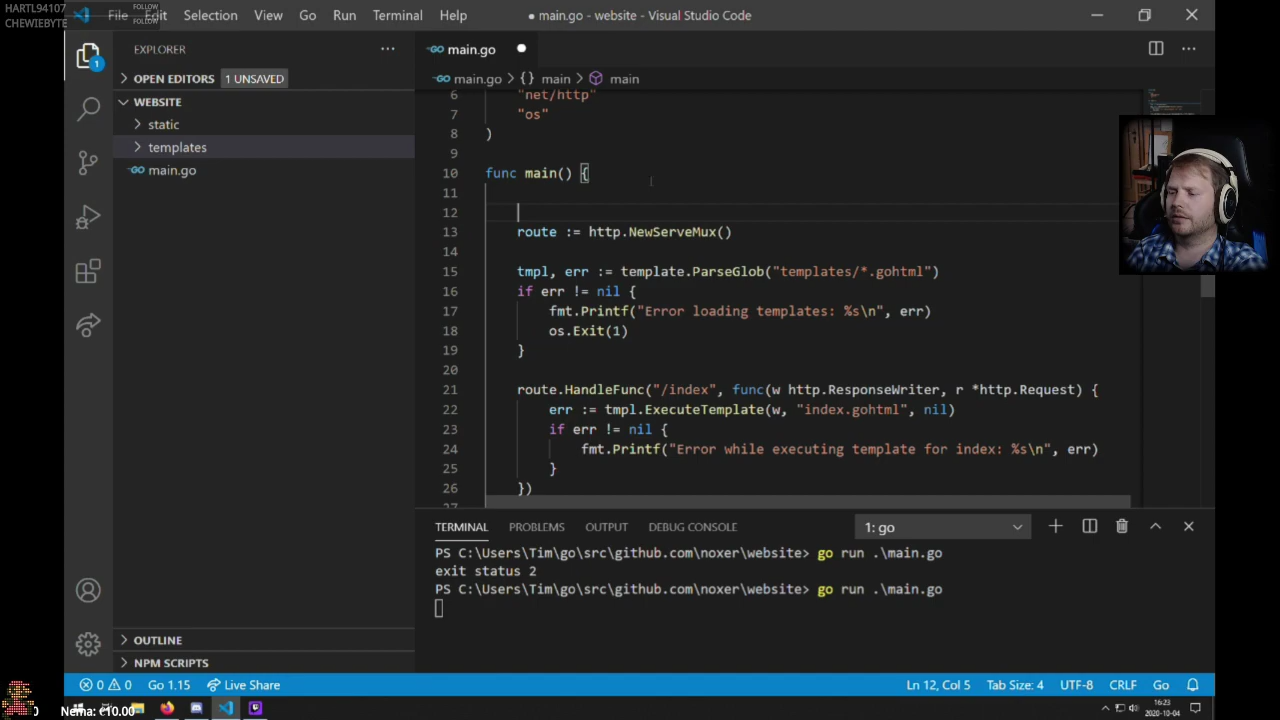 HARTL94107 FOLLOW
CHEWIEBYTE FOLLOW
File Edit Selection View Go Run Terminal Help
● main.go - website - Visual Studio Code
EXPLORER
OPEN EDITORS 1 UNSAVED
WEBSITE
static
templates
main.go
OUTLINE
NPM SCRIPTS
main.go
main.go > {} main > main
6 "net/http"
7 "os"
8 )
9
10 func main() {
11
12
13 route := http.NewServeMux()
14
15 tmpl, err := template.ParseGlob("templates/*.gohtml")
16 if err != nil {
17 fmt.Printf("Error loading templates: %s\n", err)
18 os.Exit(1)
19 }
20
21 route.HandleFunc("/index", func(w http.ResponseWriter, r *http.Request) {
22 err := tmpl.ExecuteTemplate(w, "index.gohtml", nil)
23 if err != nil {
24 fmt.Printf("Error while executing template for index: %s\n", err)
25 }
26 })
27
TERMINAL PROBLEMS OUTPUT DEBUG CONSOLE 1: go
PS C:\Users\Tim\go\src\github.com\noxer\website> go run .\main.go
exit status 2
PS C:\Users\Tim\go\src\github.com\noxer\website> go run .\main.go
0 0 Go 1.15 Live Share Ln 12, Col 5 Tab Size: 4 UTF-8 CRLF Go
Nema: €10.00
16:23
2020-10-04